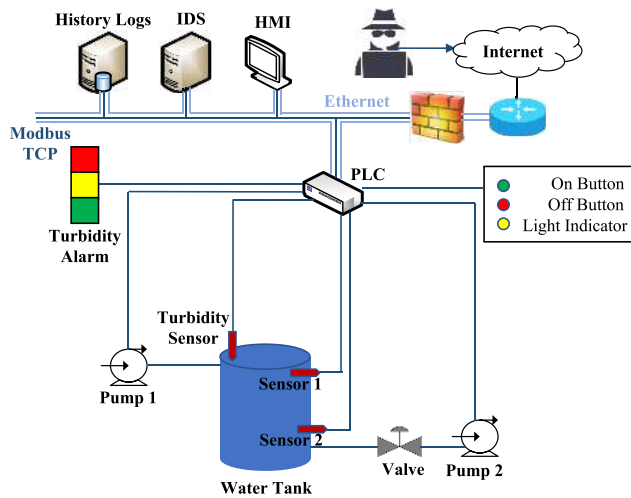 History Logs
IDS
HMI
Internet
Ethernet
Modbus
TCP
PLC
On Button
Off Button
Light Indicator
Turbidity
Alarm
Turbidity
Sensor
Sensor 1
Pump 1
Sensor 2
Valve
Pump 2
Water Tank